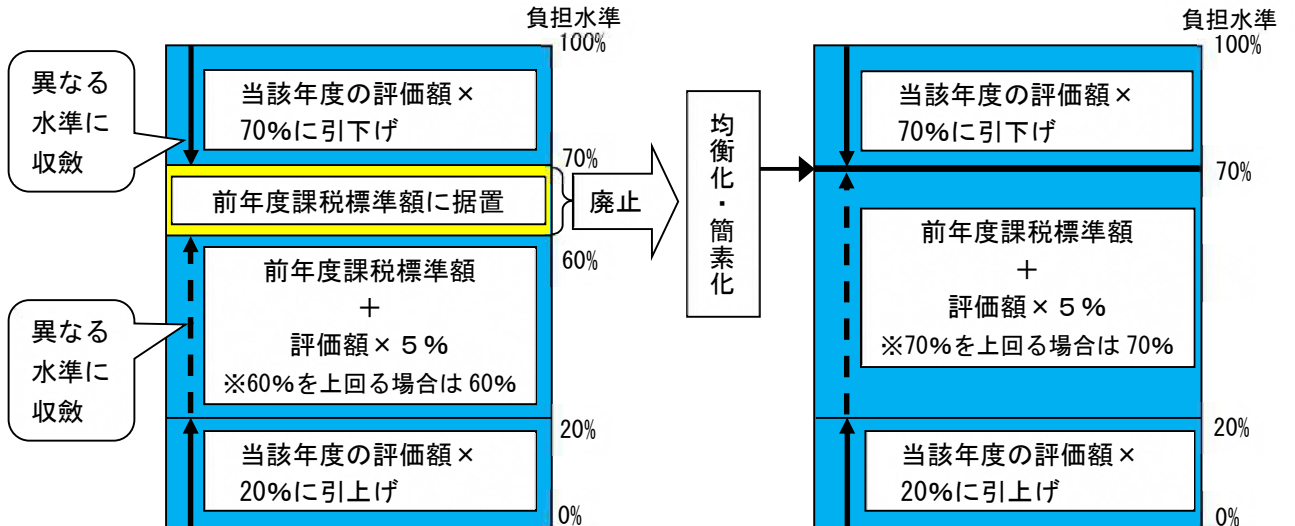 負担水準
100%
異なる
水準に
収斂
当該年度の評価額×
70%に引下げ
70%
前年度課税標準額に据置
廃止
60%
前年度課税標準額
+
評価額×5%
※60%を上回る場合は60%
異なる
水準に
収斂
20%
当該年度の評価額×
20%に引上げ
0%
均衡化・簡素化
負担水準
100%
当該年度の評価額×
70%に引下げ
70%
前年度課税標準額
+
評価額×5%
※70%を上回る場合は70%
20%
当該年度の評価額×
20%に引上げ
0%